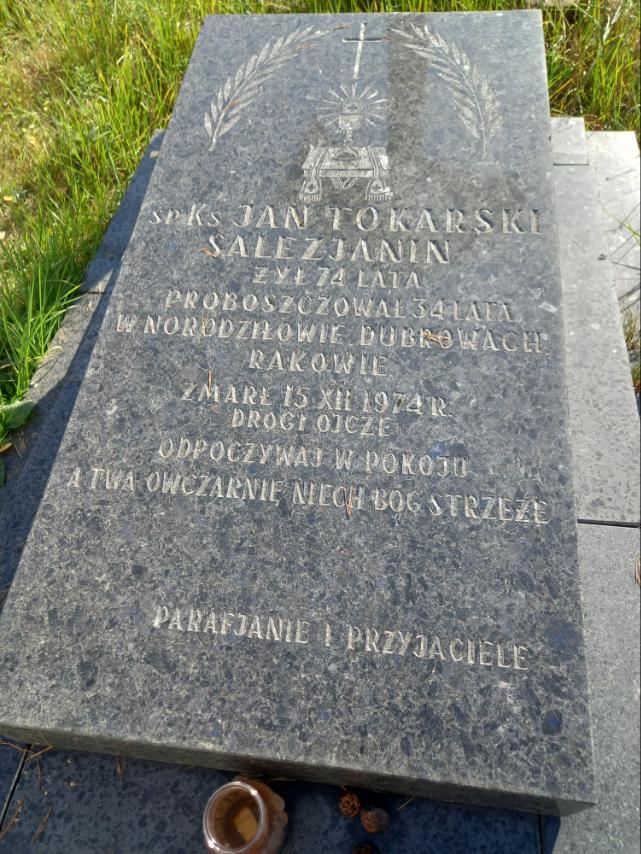 ŚP. Ks. JAN TOKARSKI
SALEZJANIN
ŻYŁ 74 LATA
PROBOSZCZOWAŁ 34 LATA
W NORODZIŁOWIE, DUBROWACH,
RAKOWIE
ZMARŁ 15 XII 1974 R.
DROGI OJCZE
ODPOCZYWAJ W POKOJU
A TWĄ OWCZARNIĘ NIECH BÓG STRZEŻE
PARAFJANIE I PRZYJACIELE